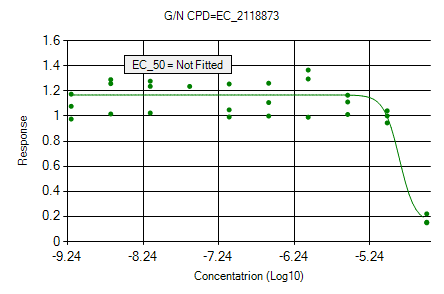 G/N CPD=EC_2118873
1.6
EC_50 = Not Fitted
1.4
1.2
1
0.8
0.6
0.4
0.2
0
Response
-9.24 -8.24 -7.24 -6.24 -5.24
Concentatrion (Log10)